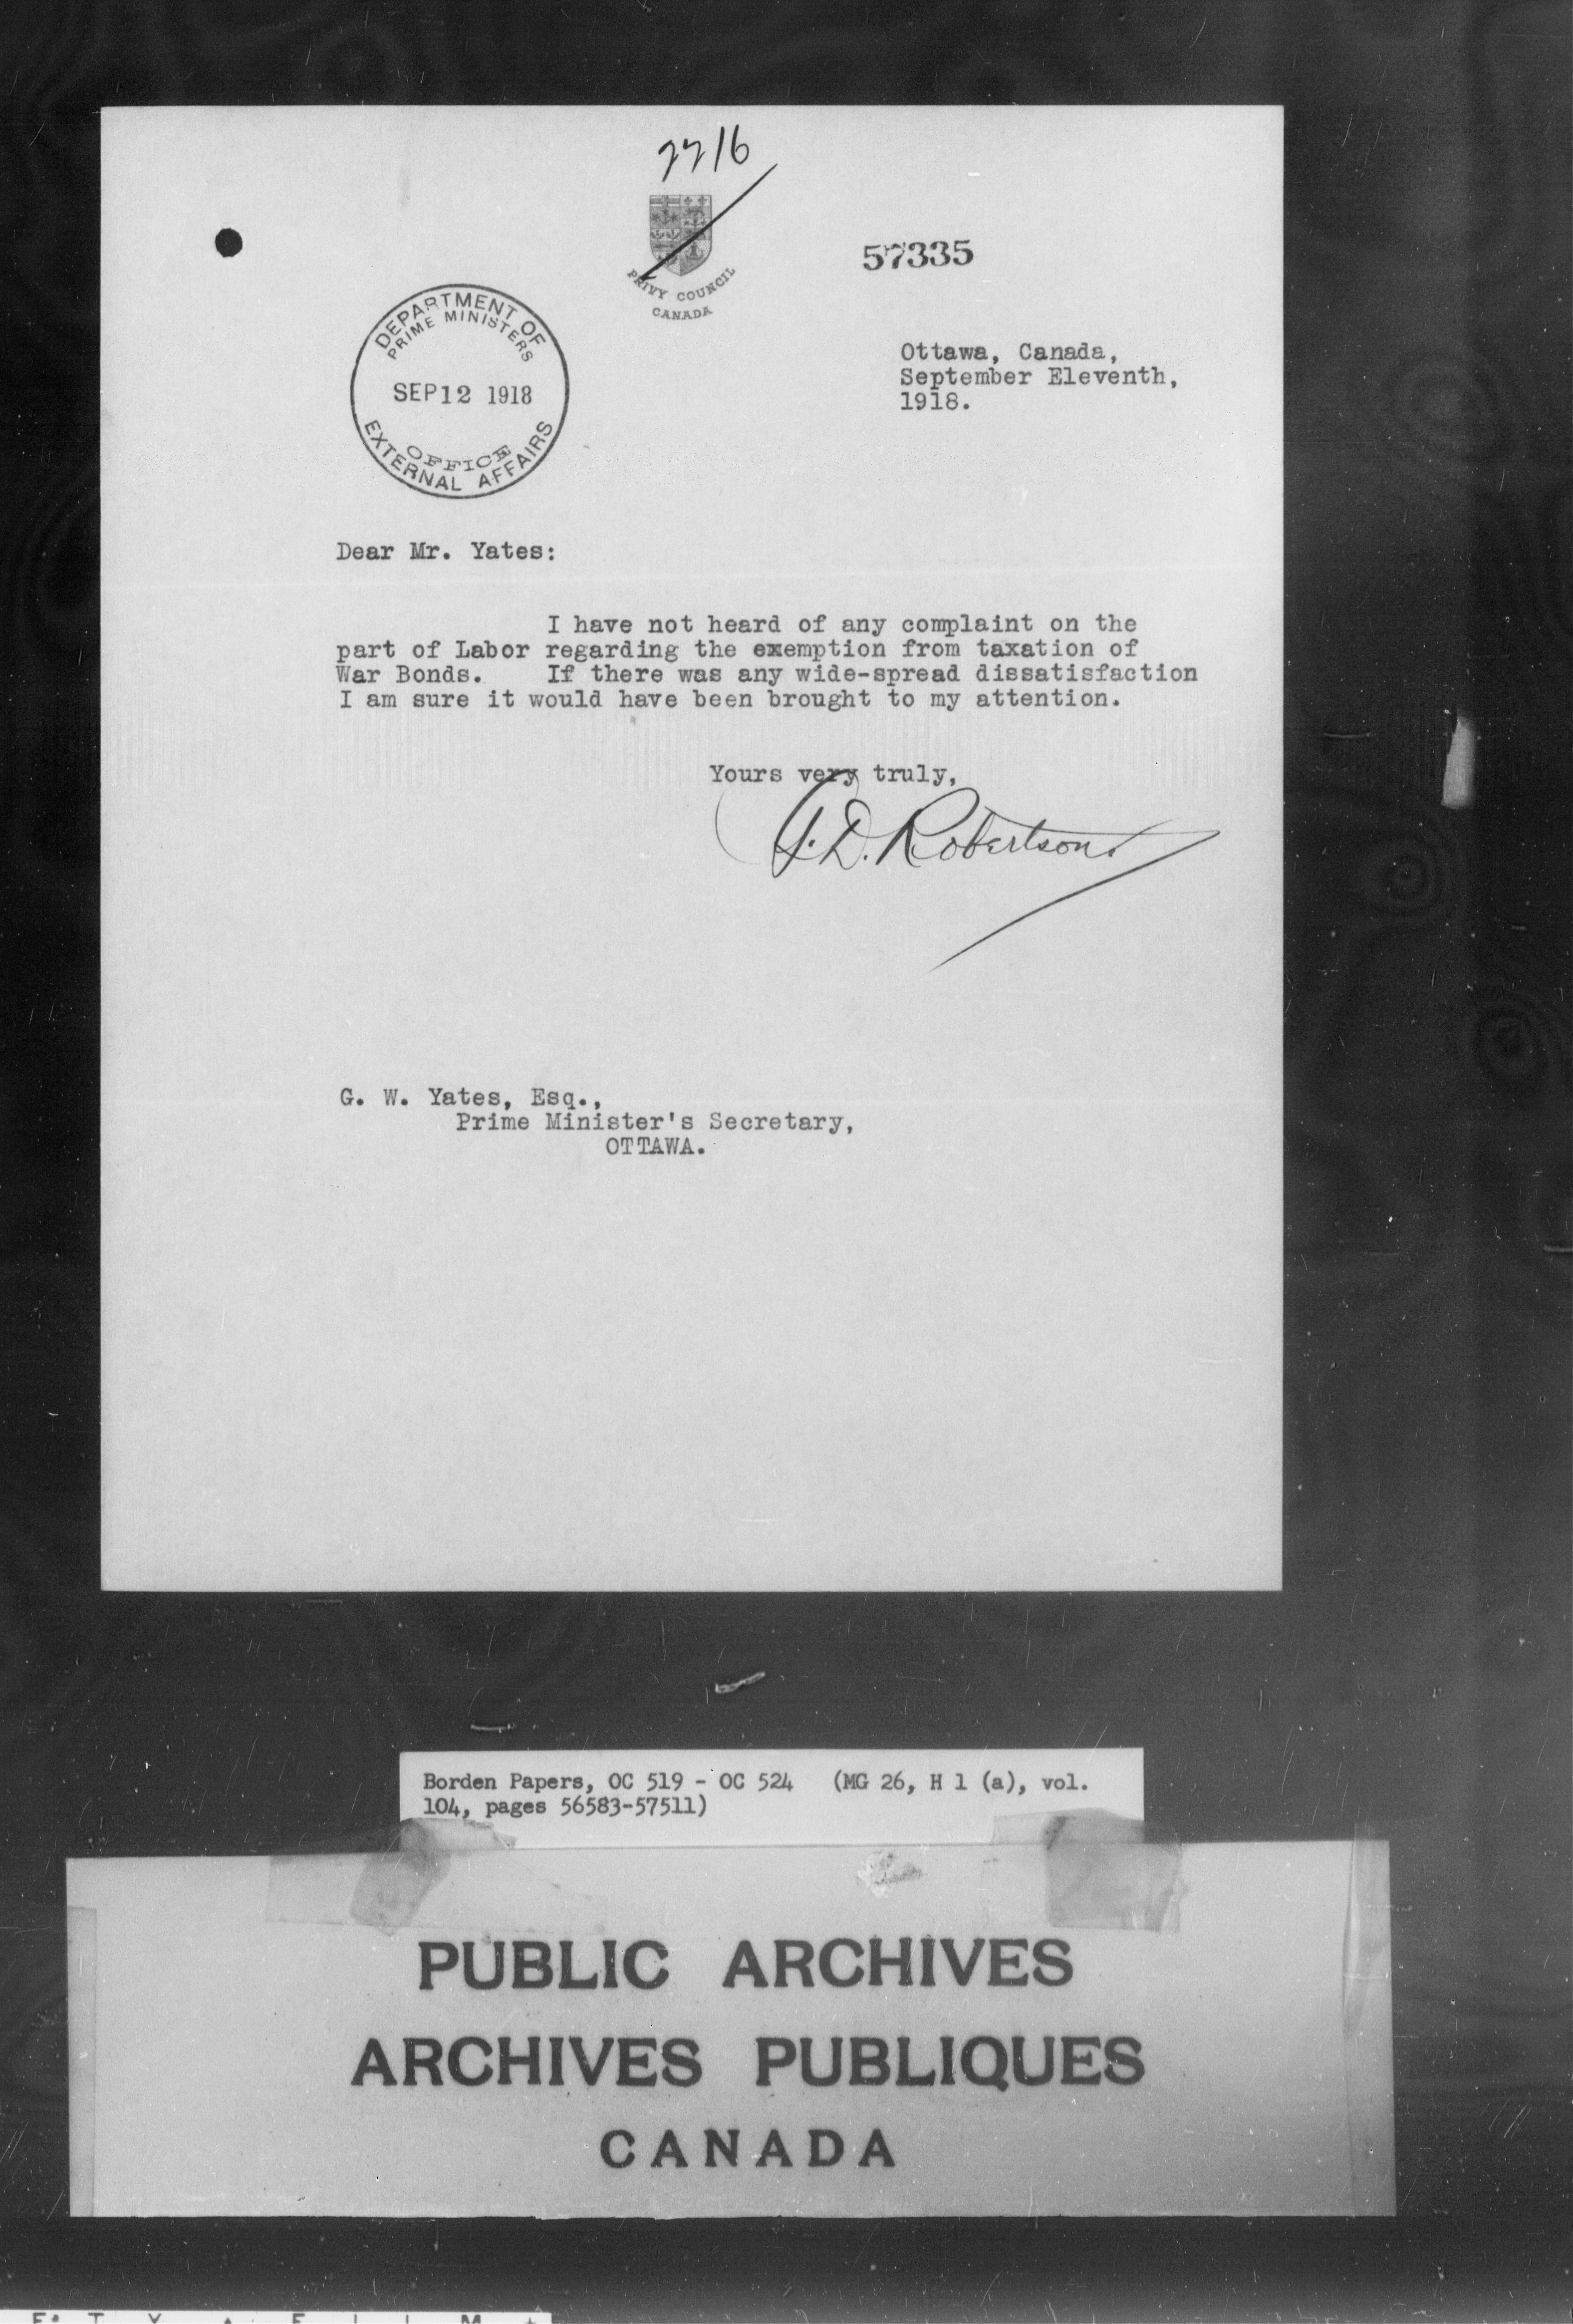 2216
PRIVY COUNCIL
CANADA
57335
DEPARTMENT OF
PRIME MINISTERS
SEP 12 1918
OFFICE
EXTERNAL AFFAIRS
Ottawa, Canada,
September Eleventh,
1918.
Dear Mr. Yates:
I have not heard of any complaint on the
part of Labor regarding the exemption from taxation of
War Bonds. If there was any wide-spread dissatisfaction
I am sure it would have been brought to my attention.
Yours very truly,
G. D. Robertson.
G. W. Yates, Esq.,
Prime Minister's Secretary,
OTTAWA.
Borden Papers, OC 519 - OC 524 (MG 26, H 1 (a), vol.
104, pages 56583-57511)
PUBLIC ARCHIVES
ARCHIVES PUBLIQUES
CANADA